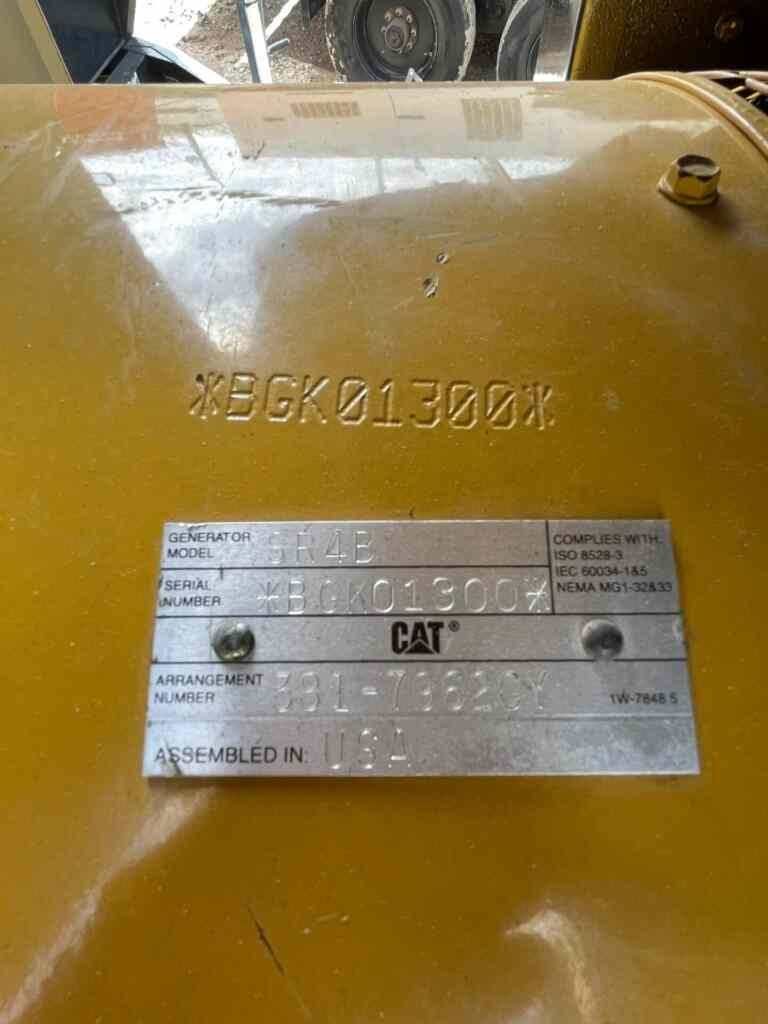 *BGK01300*
GENERATOR MODEL SR4B
COMPLIES WITH:
ISO 8528-3
IEC 60034-1&5
NEMA MG1-32&33
SERIAL NUMBER *BGK01300*
CAT®
ARRANGEMENT NUMBER
1W-7848 5
ASSEMBLED IN: USA